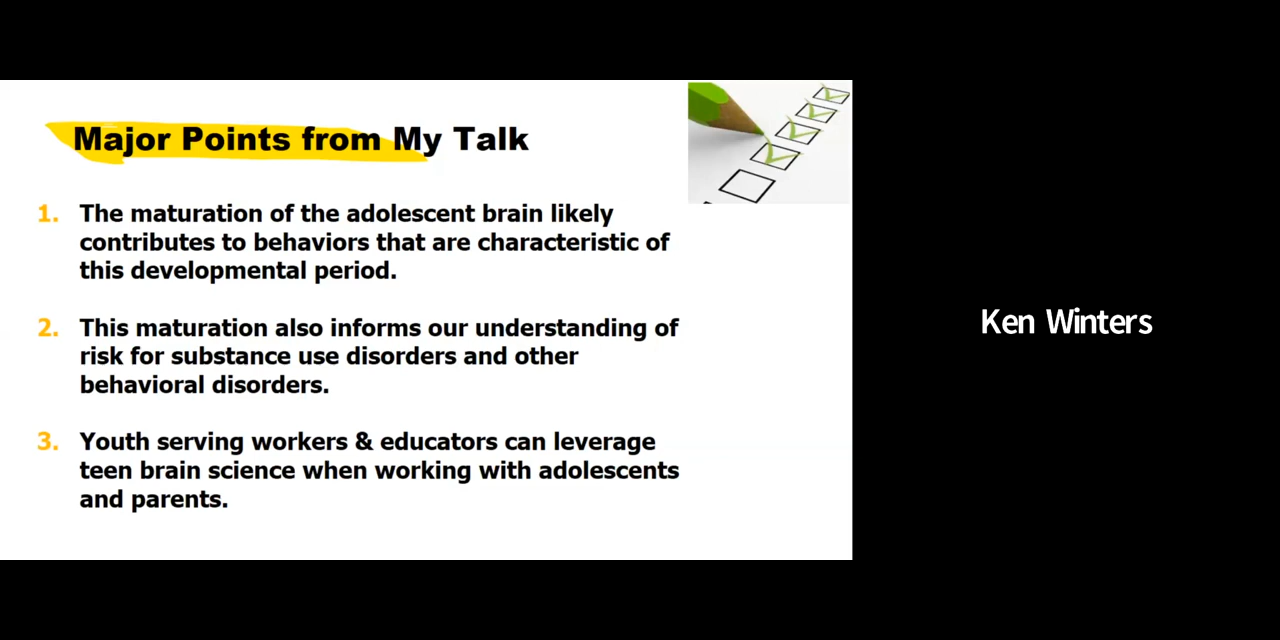 Major Points from My Talk
1. The maturation of the adolescent brain likely
contributes to behaviors that are characteristic of
this developmental period.
2. This maturation also informs our understanding of
risk for substance use disorders and other
behavioral disorders.
3. Youth serving workers & educators can leverage
teen brain science when working with adolescents
and parents.
Ken Winters